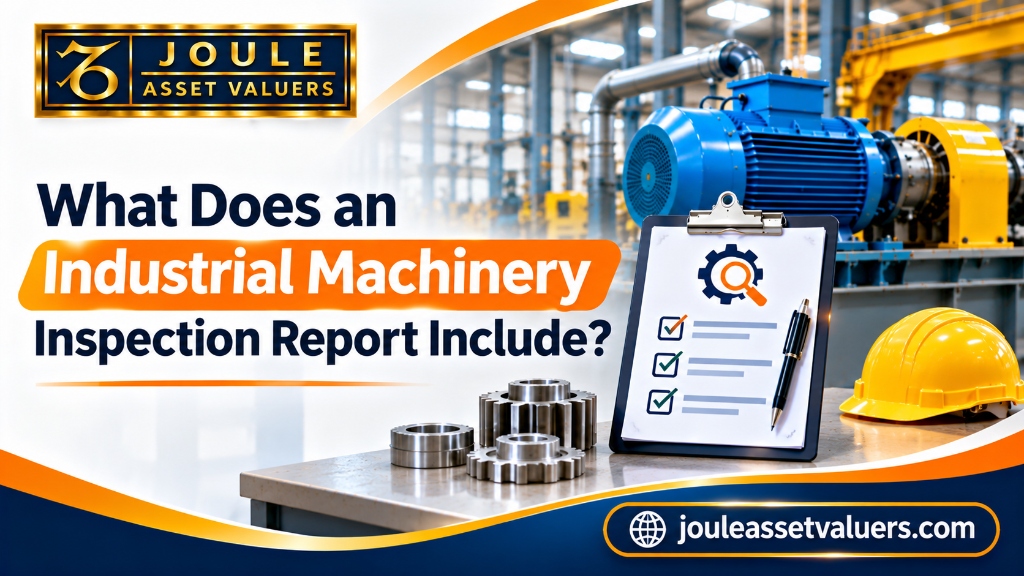 JOULE
ASSET VALUERS
What Does an
Industrial Machinery
Inspection Report Include?
jouleassetvaluers.com